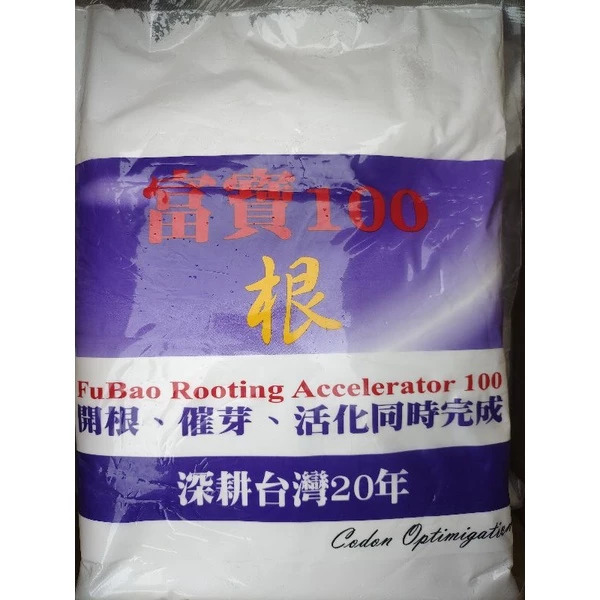 富寶100
根
FuBao Rooting Accelerator 100
開根、催芽、活化同時完成
深耕台灣20年
Codon Optimigation